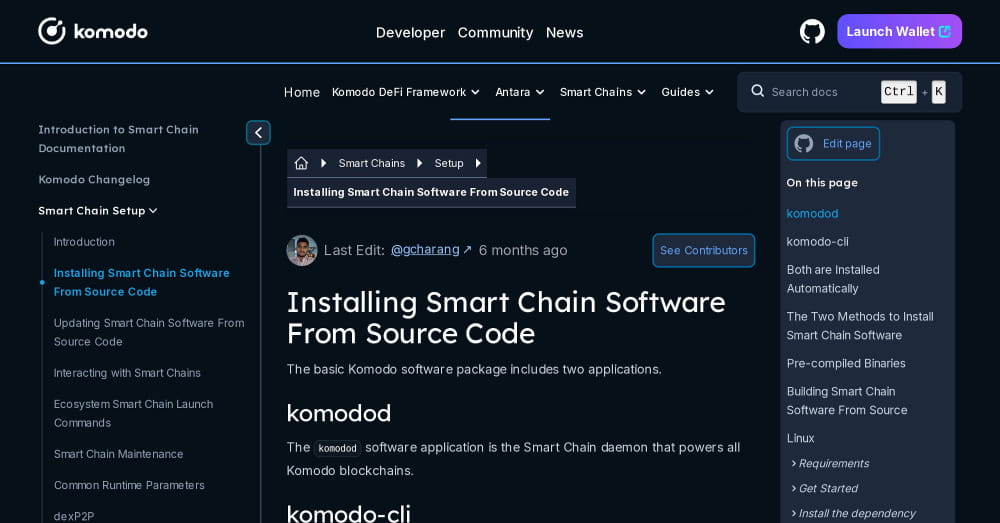 komodo
Developer Community News
Launch Wallet
Home Komodo DeFi Framework Antara Smart Chains Guides
Search docs Ctrl + K
Introduction to Smart Chain
Documentation
Komodo Changelog
Smart Chain Setup
Introduction
Installing Smart Chain Software
From Source Code
Updating Smart Chain Software From
Source Code
Interacting with Smart Chains
Ecosystem Smart Chain Launch
Commands
Smart Chain Maintenance
Common Runtime Parameters
dexP2P
Smart Chains Setup
Installing Smart Chain Software From Source Code
Last Edit: @gcharang ↗ 6 months ago
See Contributors
Installing Smart Chain Software
From Source Code
The basic Komodo software package includes two applications.
komodod
The komodod software application is the Smart Chain daemon that powers all
Komodo blockchains.
komodo-cli
Edit page
On this page
komodod
komodo-cli
Both are Installed
Automatically
The Two Methods to Install
Smart Chain Software
Pre-compiled Binaries
Building Smart Chain
Software From Source
Linux
Requirements
Get Started
Install the dependency